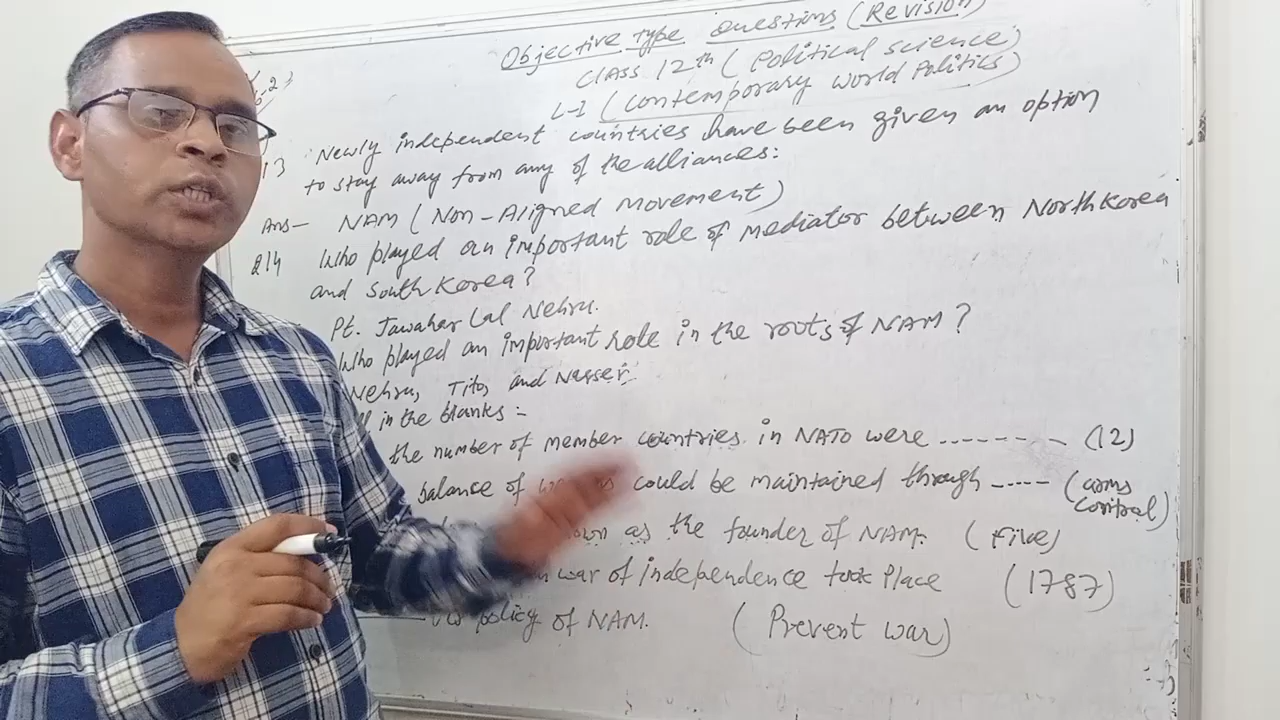 Objective type Questions (Revision)
CLASS 12th (Political science)
L-1 (Contemporary World Politics)
13 Newly independent countries have been given an option
to stay away from any of the alliances:
Ans- NAM (Non-Aligned Movement)
Q14 Who played an important role of mediator between North Korea
and South Korea?
Pt. Jawahar Lal Nehru.
Who played an important role in the roots of NAM?
Nehru, Tito, and Nasser
in the blanks :-
the number of member countries in NATO were ------- (12)
balance of could be maintained through ----- (arms
control)
as the founder of NAM. (Five)
war of independence took place (1787)
policy of NAM. (Prevent war)